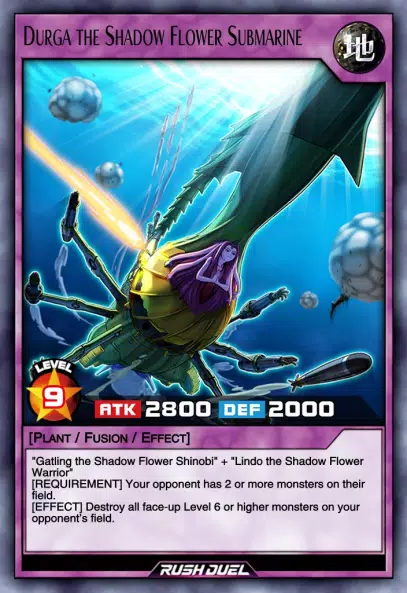 DURGA THE SHADOW FLOWER SUBMARINE
地
LEVEL
9
ATK 2800 DEF 2000
[PLANT / FUSION / EFFECT]
"Gatling the Shadow Flower Shinobi" + "Lindo the Shadow Flower
Warrior"
[REQUIREMENT] Your opponent has 2 or more monsters on their
field.
[EFFECT] Destroy all face-up Level 6 or higher monsters on your
opponent's field.
RUSH DUEL